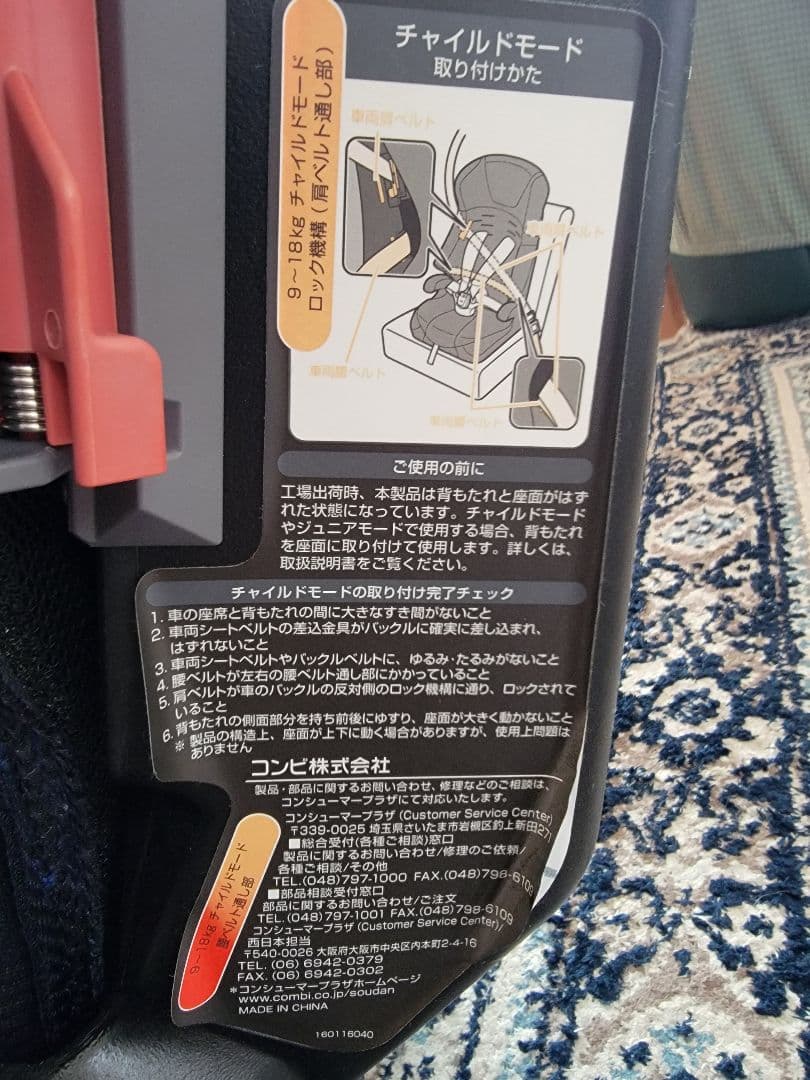 チャイルドモード
取り付けかた
9～18kg チャイルドモード
ロック機構（肩ベルト通し部）
車両肩ベルト
車両腰ベルト
車両腰ベルト
ご使用の前に
工場出荷時、本製品は背もたれと座面がはず
れた状態になっています。チャイルドモード
やジュニアモードで使用する場合、背もたれ
を座面に取り付けて使用します。詳しくは、
取扱説明書をご覧ください。
チャイルドモードの取り付け完了チェック
1. 車の座席と背もたれの間に大きなすき間がないこと
2. 車両シートベルトの差込金具がバックルに確実に差し込まれ、
はずれないこと
3. 車両シートベルトやバックルベルトに、ゆるみ･たるみがないこと
4. 腰ベルトが左右の腰ベルト通し部にかかっていること
5. 肩ベルトが車のバックルの反対側のロック機構に通り、ロックされて
いること
6. 背もたれの側面部分を持ち前後にゆすり、座面が大きく動かないこと
※ 製品の構造上、座面が上下に動く場合がありますが、使用上問題は
ありません
コンビ株式会社
製品・部品に関するお問い合わせ、修理などのご相談は、
コンシューマープラザにて対応いたします。
コンシューマープラザ (Customer Service Center)
〒339-0025 埼玉県さいたま市岩槻区釣上新田271
■総合受付(各種ご相談)窓口
製品に関するお問い合わせ/修理のご依頼/
各種ご相談/その他
TEL.(048)797-1000 FAX.(048)798-6109
■部品相談受付窓口
部品に関するお問い合わせ/ご注文
TEL.(048)797-1001 FAX.(048)798-6109
コンシューマープラザ (Customer Service Center)/
西日本担当
〒540-0026 大阪府大阪市中央区内本町2-4-16
TEL. (06) 6942-0379
FAX. (06) 6942-0302
*コンシューマープラザホームページ
www.combi.co.jp/soudan
MADE IN CHINA
160116040
9～18kg チャイルドモード
腰ベルト通し部